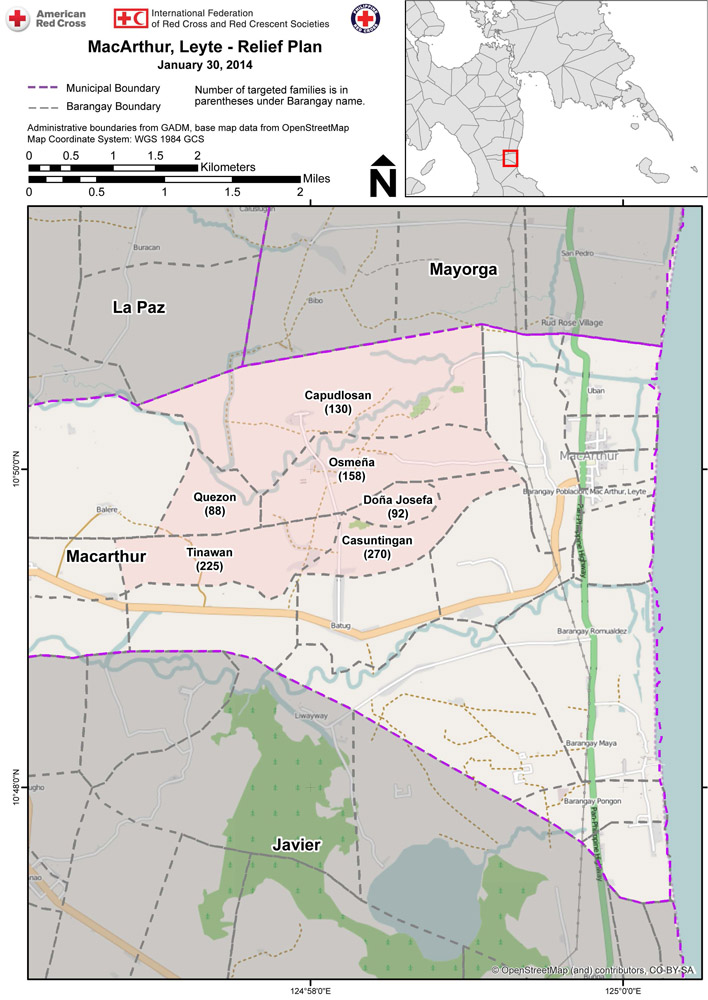 American
Red Cross
International Federation
of Red Cross and Red Crescent Societies
PHILIPPINE
RED CROSS
MacArthur, Leyte - Relief Plan
January 30, 2014
Municipal Boundary
Barangay Boundary
Number of targeted families is in
parentheses under Barangay name.
Administrative boundaries from GADM, base map data from OpenStreetMap
Map Coordinate System: WGS 1984 GCS
0 0.5 1 1.5 2
Kilometers
Miles
0 0.5 1 1.5 2
N
Calusiugan
Buracan
San Pedro
Mayorga
La Paz
Bibo
Rud Rose Village
Uban
Capudlosan
(130)
MacArthur
Osmeña
(158)
10°50'0"N
Barangay Poblacion, Mac Arthur, Leyte
Quezon
(88)
Doña Josefa
(92)
Balere
Pan-Philippine Highway
Casuntingan
(270)
Macarthur
Tinawan
(225)
Batug
Barangay Romualdez
Liwayway
Barangay Maya
10°48'0"N
ugho
Barangay Pongon
Pan-Philippine Highway
Javier
nao
© OpenStreetMap (and) contributors, CC-BY-SA
124°58'0"E
125°0'0"E